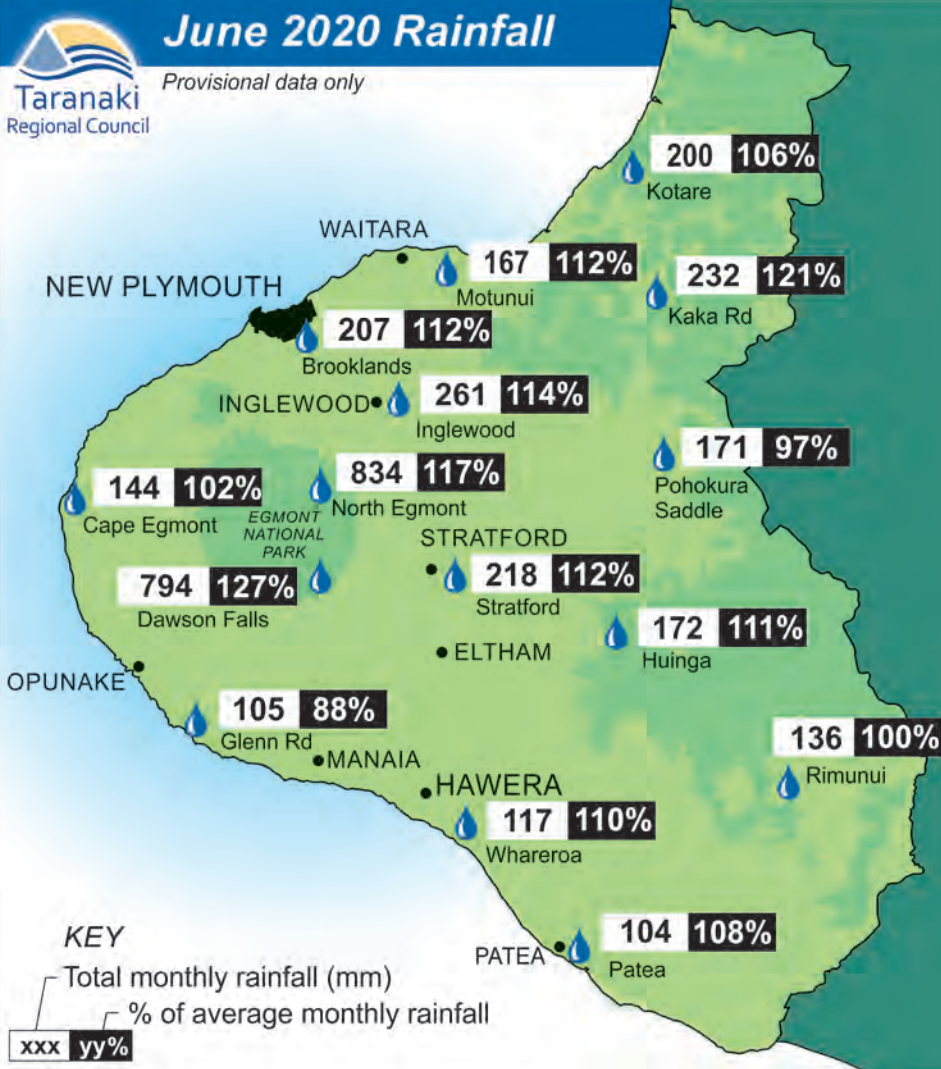 June 2020 Rainfall
Taranaki
Regional Council
Provisional data only
200 106%
Kotare
WAITARA
167 112%
Motunui
232 121%
Kaka Rd
NEW PLYMOUTH
207 112%
Brooklands
INGLEWOOD
261 114%
Inglewood
171 97%
Pohokura
Saddle
144 102%
Cape Egmont
834 117%
North Egmont
EGMONT
NATIONAL
PARK
STRATFORD
218 112%
Stratford
794 127%
Dawson Falls
172 111%
Huinga
ELTHAM
OPUNAKE
105 88%
Glenn Rd
136 100%
Rimunui
MANAIA
HAWERA
117 110%
Whareroa
104 108%
Patea
PATEA
KEY
Total monthly rainfall (mm)
% of average monthly rainfall
xxx yy%